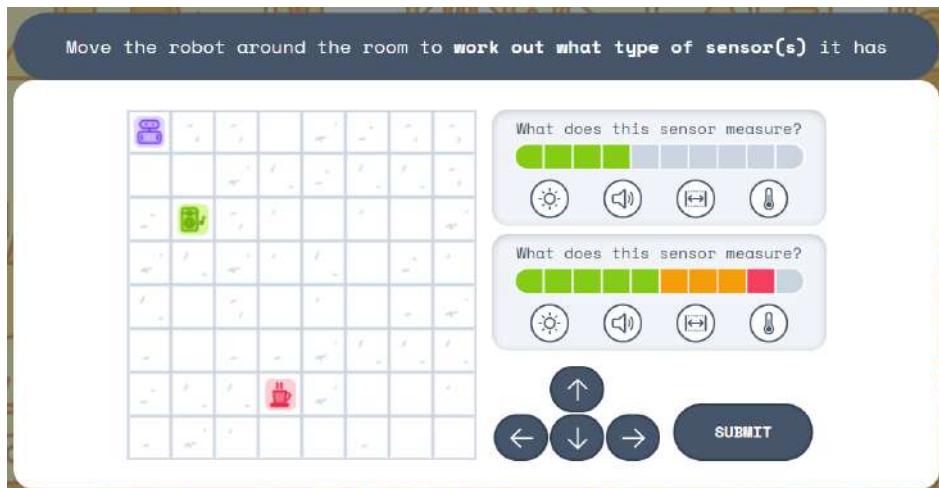 Move the robot around the room to work out what type of sensor(s) it has
What does this sensor measure?
What does this sensor measure?
SUBMIT